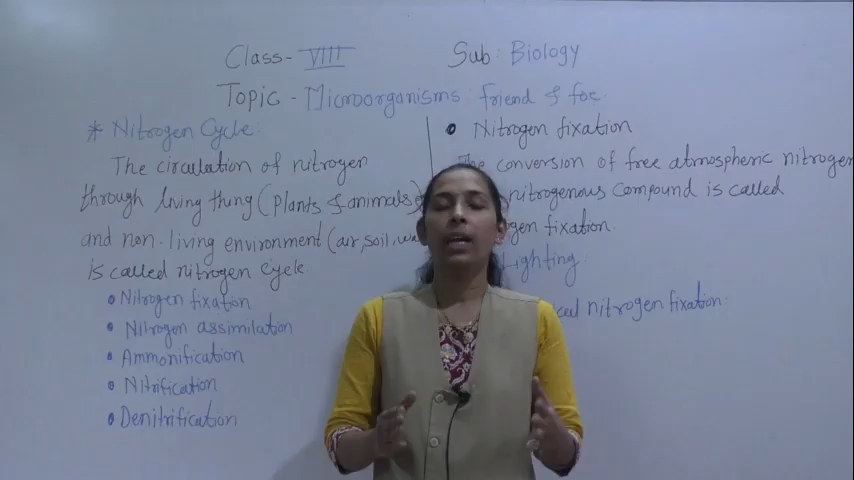 Class- VIII Sub: Biology
Topic - Microorganisms: friend & foe.
* Nitrogen Cycle:
The circulation of nitrogen
through living thing (plants & animals)
and non-living environment (air, soil,
is called nitrogen cycle
• Nitrogen fixation
• Nitrogen assimilation
• Ammonification
• Nitrification
• Denitrification
• Nitrogen fixation
The conversion of free atmospheric nitrogen
nitrogenous compound is called
fixation.
Lighting
nitrogen fixation: